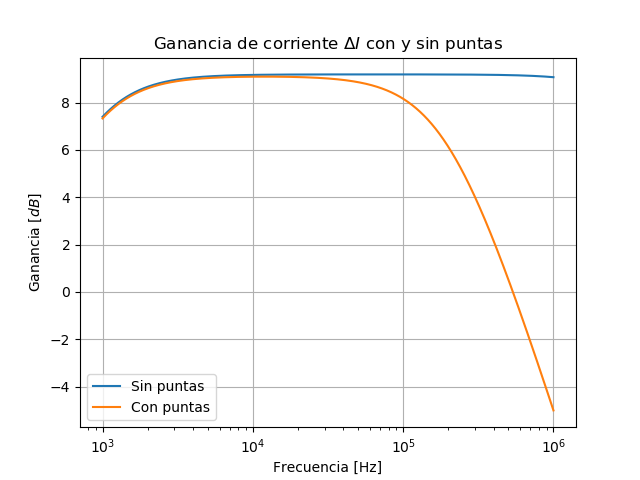 Ganancia de corriente ΔI con y sin puntas
Ganancia [dB]
8
6
4
2
0
−2
−4
Sin puntas
Con puntas
10³
10⁴
10⁵
10⁶
Frecuencia [Hz]